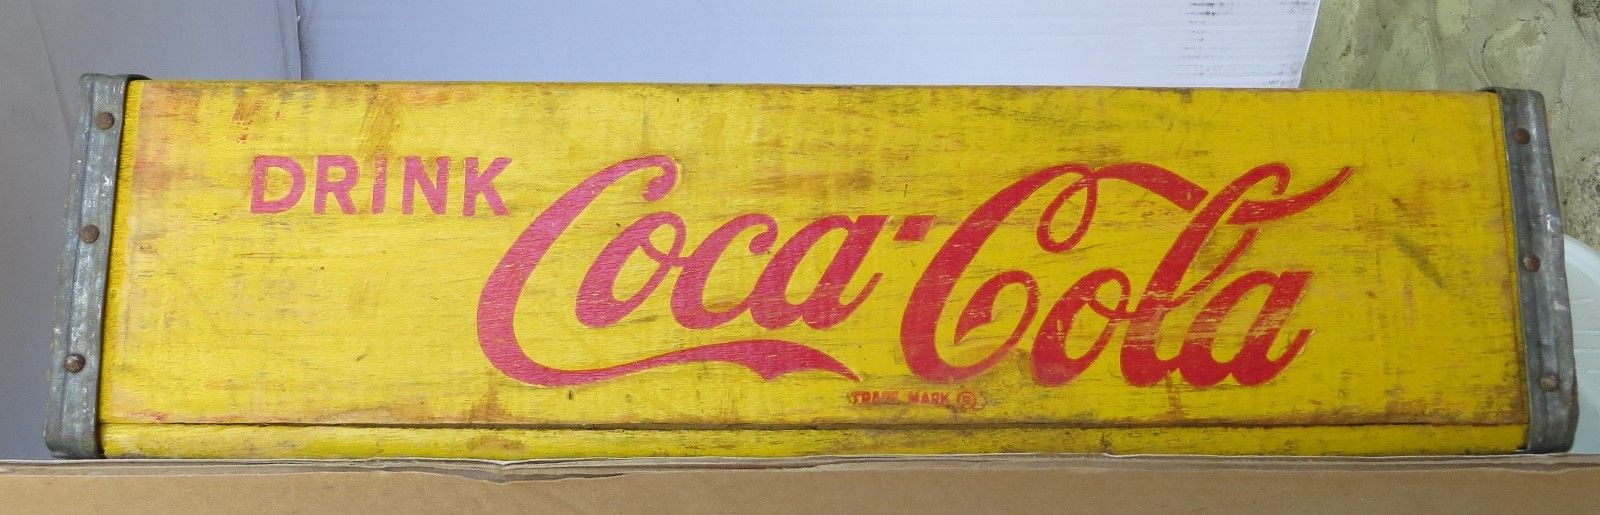 DRINK Coca-Cola
TRADE MARK ®